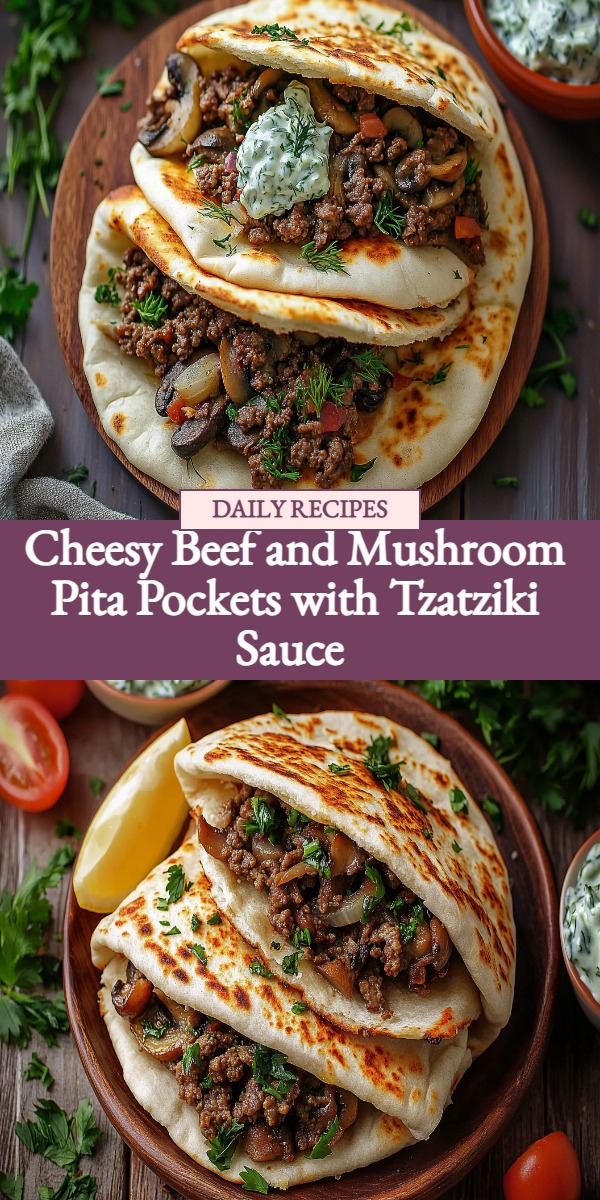 DAILY RECIPES
Cheesy Beef and Mushroom
Pita Pockets with Tzatziki
Sauce